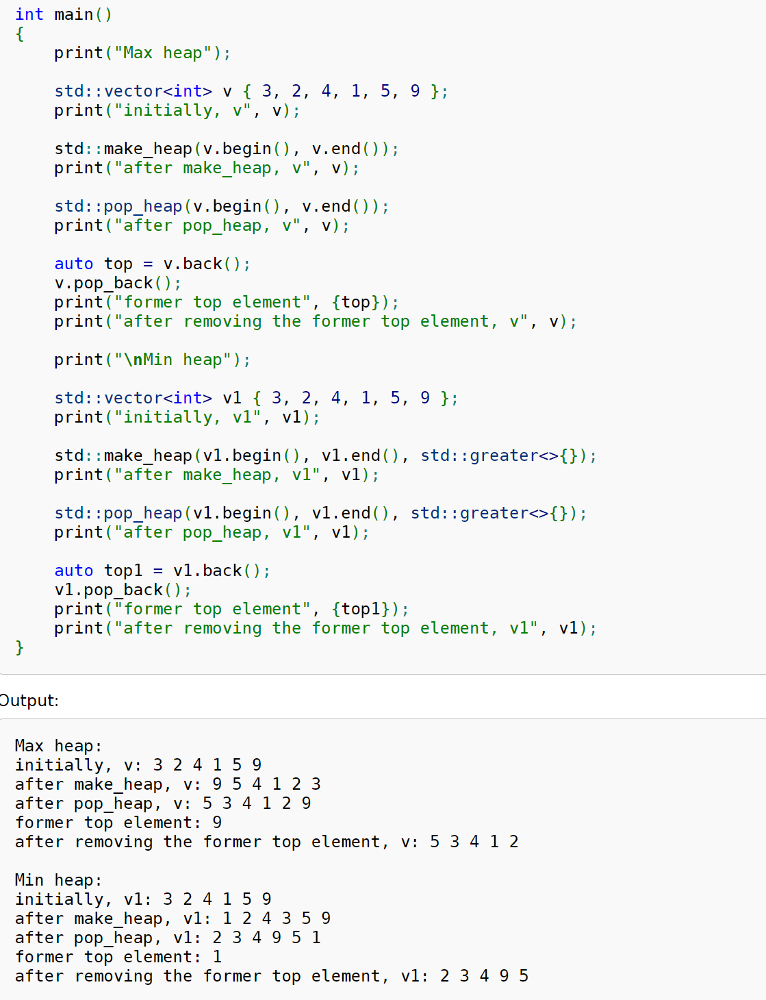 int main()
{
    print("Max heap");

    std::vector<int> v { 3, 2, 4, 1, 5, 9 };
    print("initially, v", v);

    std::make_heap(v.begin(), v.end());
    print("after make_heap, v", v);

    std::pop_heap(v.begin(), v.end());
    print("after pop_heap, v", v);

    auto top = v.back();
    v.pop_back();
    print("former top element", {top});
    print("after removing the former top element, v", v);

    print("\nMin heap");

    std::vector<int> v1 { 3, 2, 4, 1, 5, 9 };
    print("initially, v1", v1);

    std::make_heap(v1.begin(), v1.end(), std::greater<>{});
    print("after make_heap, v1", v1);

    std::pop_heap(v1.begin(), v1.end(), std::greater<>{});
    print("after pop_heap, v1", v1);

    auto top1 = v1.back();
    v1.pop_back();
    print("former top element", {top1});
    print("after removing the former top element, v1", v1);
}
Output:
Max heap:
initially, v: 3 2 4 1 5 9
after make_heap, v: 9 5 4 1 2 3
after pop_heap, v: 5 3 4 1 2 9
former top element: 9
after removing the former top element, v: 5 3 4 1 2

Min heap:
initially, v1: 3 2 4 1 5 9
after make_heap, v1: 1 2 4 3 5 9
after pop_heap, v1: 2 3 4 9 5 1
former top element: 1
after removing the former top element, v1: 2 3 4 9 5